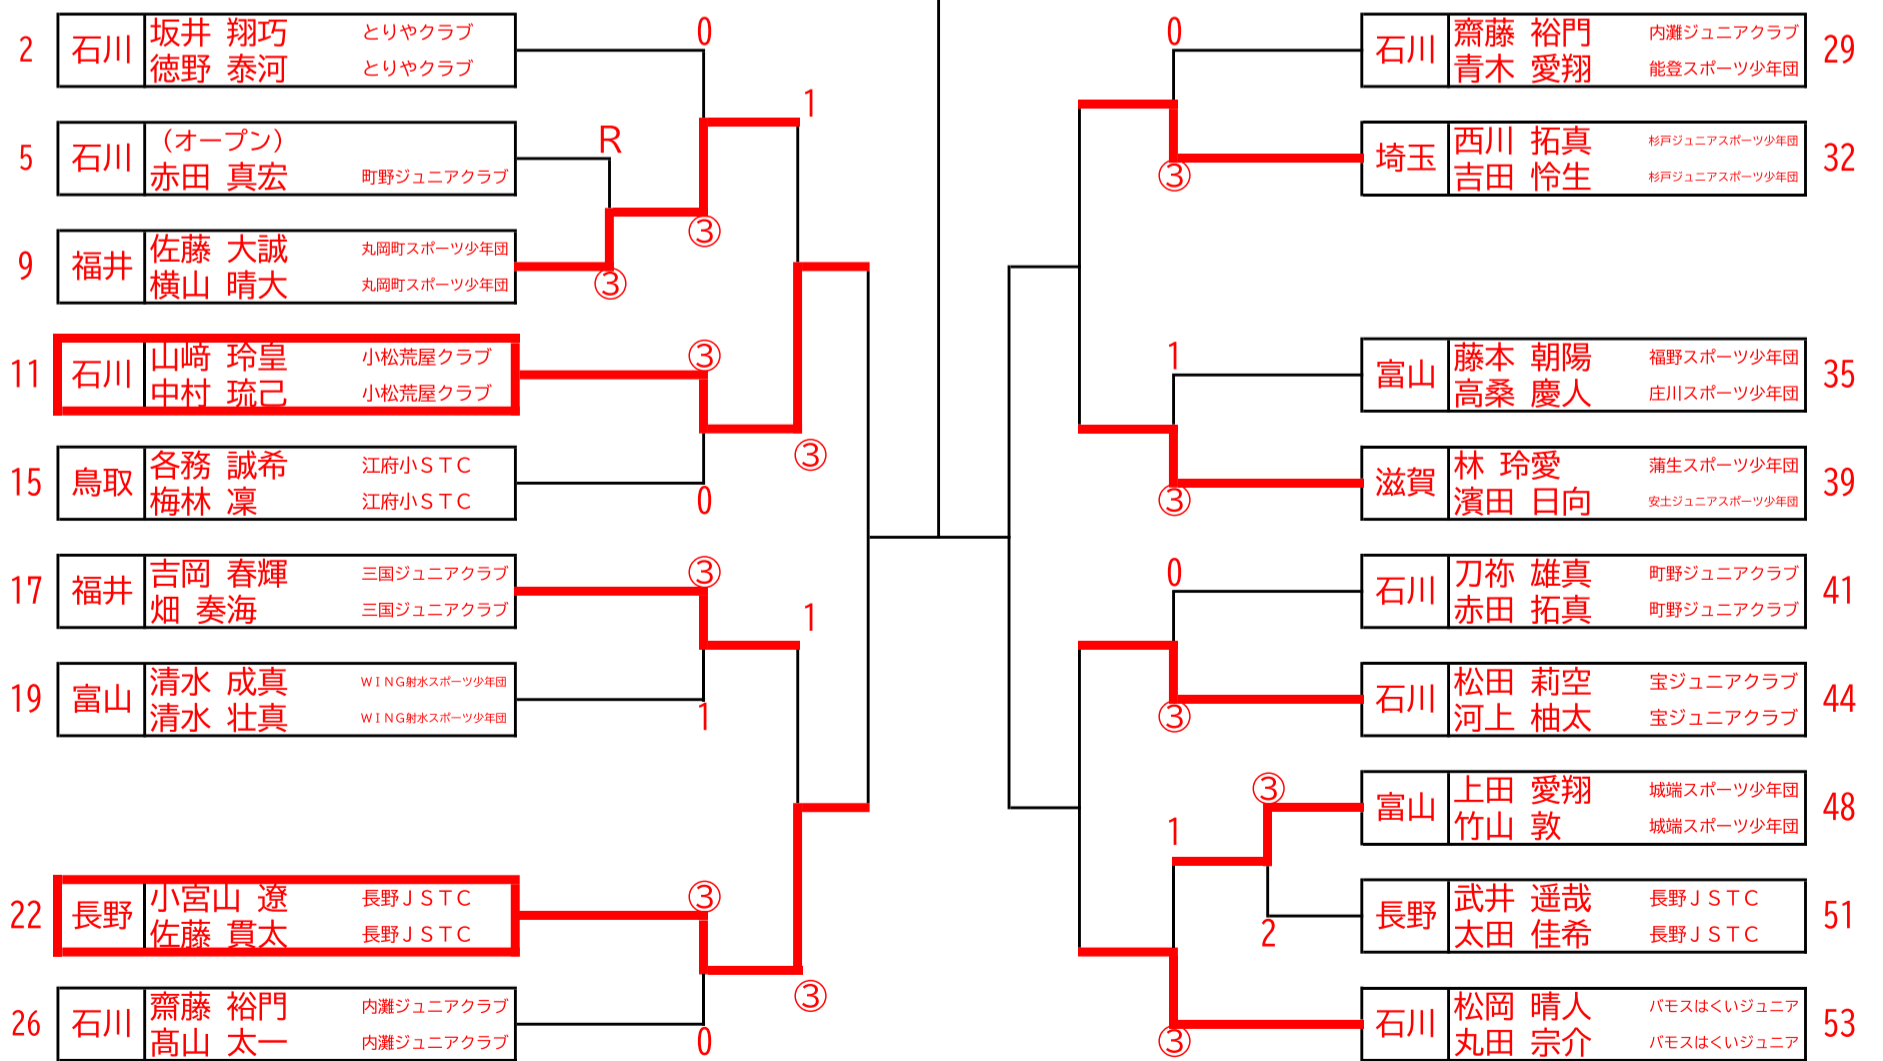 2 石川 坂井 翔巧 とりやクラブ
徳野 泰河 とりやクラブ
0
5 石川 （オープン）
赤田 真宏 町野ジュニアクラブ
R
1
9 福井 佐藤 大誠 丸岡町スポーツ少年団
横山 晴大 丸岡町スポーツ少年団
③
③
11 石川 山﨑 玲皇 小松荒屋クラブ
中村 琉己 小松荒屋クラブ
③
15 鳥取 各務 誠希 江府小ＳＴＣ
梅林 凜 江府小ＳＴＣ
0
③
17 福井 吉岡 春輝 三国ジュニアクラブ
畑 奏海 三国ジュニアクラブ
③
1
19 富山 清水 成真 ＷＩＮＧ射水スポーツ少年団
清水 壮真 ＷＩＮＧ射水スポーツ少年団
1
22 長野 小宮山 遼 長野ＪＳＴＣ
佐藤 貫太 長野ＪＳＴＣ
③
③
26 石川 齋藤 裕門 内灘ジュニアクラブ
髙山 太一 内灘ジュニアクラブ
0
0
石川 齋藤 裕門 内灘ジュニアクラブ 29
青木 愛翔 能登スポーツ少年団
埼玉 西川 拓真 杉戸ジュニアスポーツ少年団 32
吉田 怜生 杉戸ジュニアスポーツ少年団
③
1
富山 藤本 朝陽 福野スポーツ少年団 35
高桑 慶人 庄川スポーツ少年団
滋賀 林 玲愛 蒲生スポーツ少年団 39
濱田 日向 安土ジュニアスポーツ少年団
③
0
石川 刀祢 雄真 町野ジュニアクラブ 41
赤田 拓真 町野ジュニアクラブ
石川 松田 莉空 宝ジュニアクラブ 44
河上 柚太 宝ジュニアクラブ
③
③
富山 上田 愛翔 城端スポーツ少年団 48
竹山 敦 城端スポーツ少年団
1
長野 武井 遥哉 長野ＪＳＴＣ 51
太田 佳希 長野ＪＳＴＣ
2
石川 松岡 晴人 バモスはくいジュニア 53
丸田 宗介 バモスはくいジュニア
③